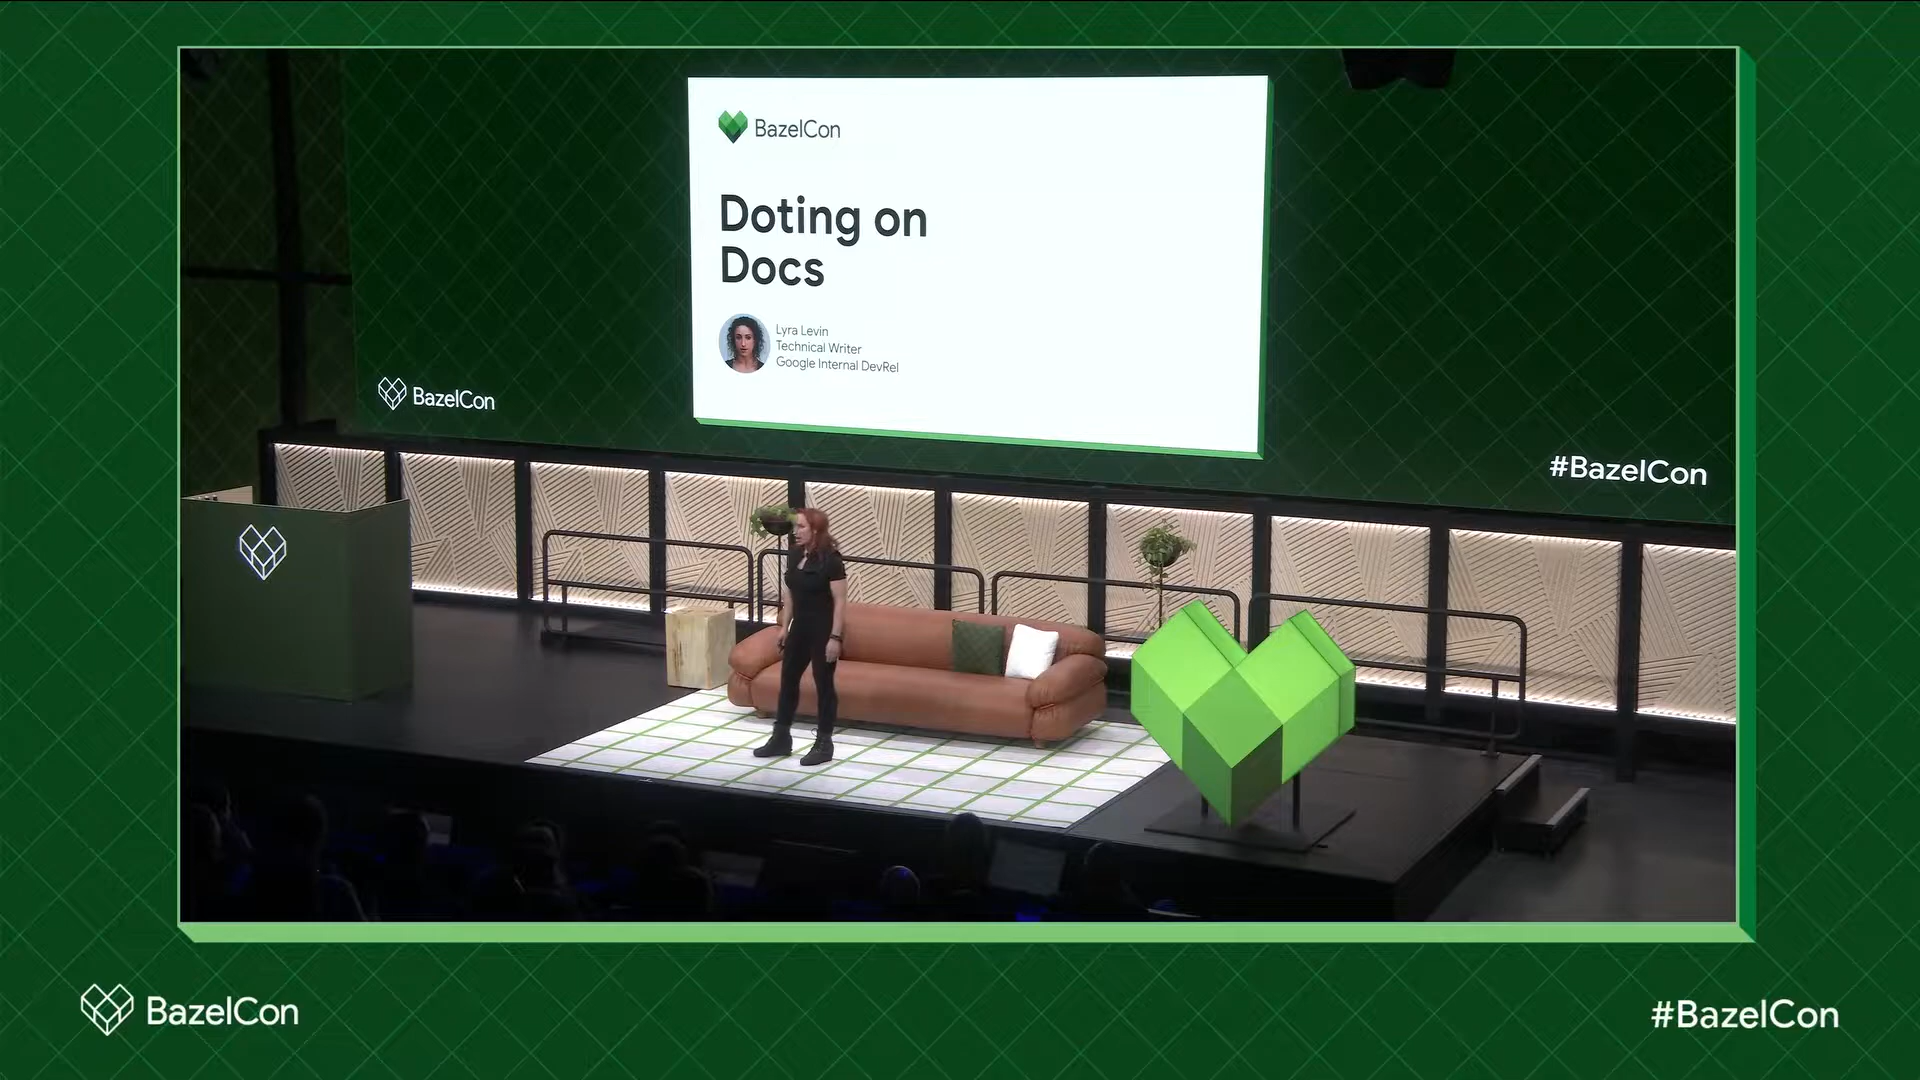 BazelCon
Doting on
Docs
Lyra Levin
Technical Writer
Google Internal DevRel
BazelCon
#BazelCon
BazelCon
#BazelCon